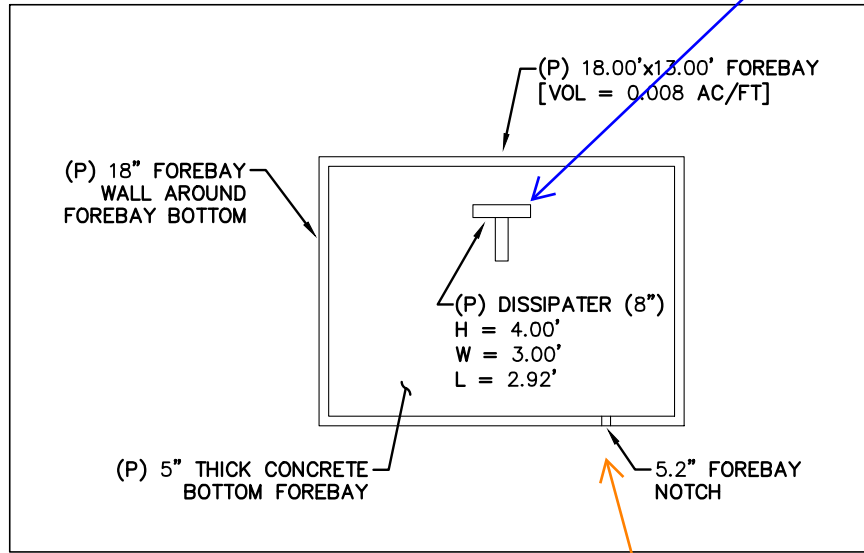 (P) 18.00'x13.00' FOREBAY
[VOL = 0.008 AC/FT]
(P) 18" FOREBAY
WALL AROUND
FOREBAY BOTTOM
(P) DISSIPATER (8")
H = 4.00'
W = 3.00'
L = 2.92'
(P) 5" THICK CONCRETE
BOTTOM FOREBAY
5.2" FOREBAY
NOTCH